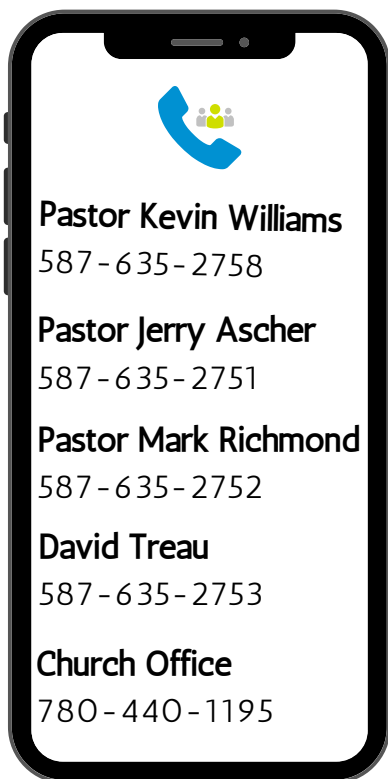 Pastor Kevin Williams
587-635-2758
Pastor Jerry Ascher
587-635-2751
Pastor Mark Richmond
587-635-2752
David Treau
587-635-2753
Church Office
780-440-1195